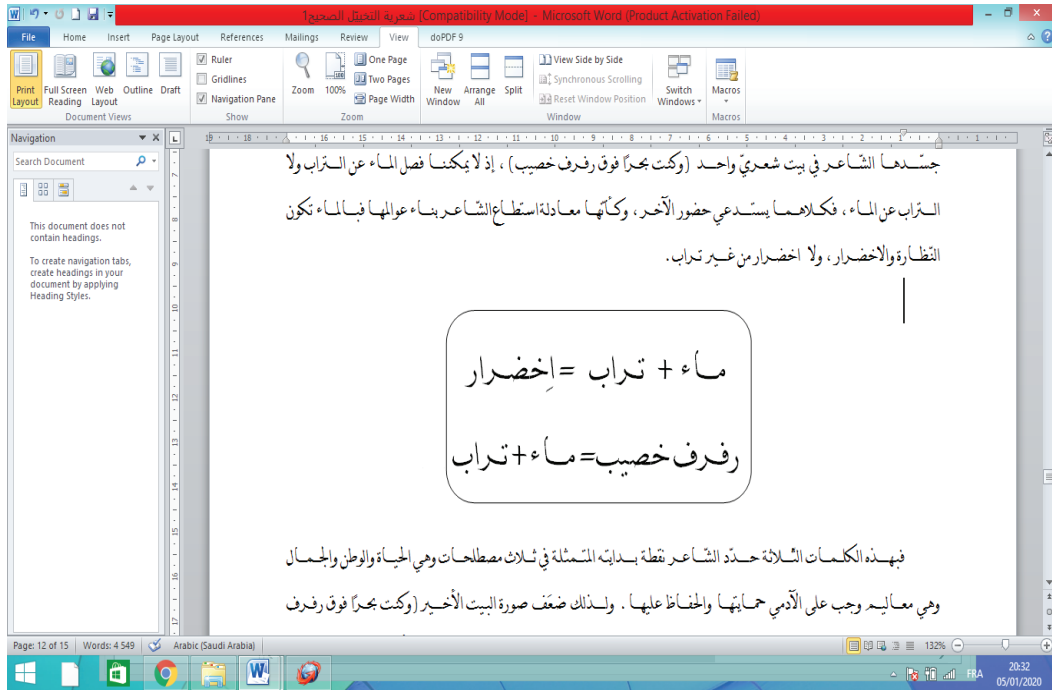 شعرية التخييل الصحيح1 [Compatibility Mode] - Microsoft Word (Product Activation Failed)
File Home Insert Page Layout References Mailings Review View doPDF 9
Print Layout
Full Screen Reading
Web Layout
Outline
Draft
Document Views
Ruler
Gridlines
Navigation Pane
Show
Zoom
100%
One Page
Two Pages
Page Width
Zoom
New Window
Arrange All
Split
View Side by Side
Synchronous Scrolling
Reset Window Position
Window
Switch Windows
Macros
Macros
Navigation
Search Document
This document does not
contain headings.
To create navigation tabs,
create headings in your
document by applying
Heading Styles.
جسّدها الشّاعر في بيت شعريّ واحد (وكنت بحرًا فوق رفرف خصيب) ، إذ لا يمكننا فصل الماء عن التراب ولا
التّراب عن الماء ، فكلاهما يستدعي حضور الآخر ، وكأنّها معادلة استطاع الشّاعر بناء عوالمها فبالماء تكون
النّظارة والاخضرار ، ولا اخضرار من غير تراب .
ماء + تراب =اِخضرار
رفرف خصيب=ماء+تراب
فبهذه الكلمات الثلاثة حدّد الشّاعر نقطة بدايته المتمثلة في ثلاث مصطلحات وهي الحياة والوطن والجمال
وهي معاليم وجب على الآدمي حمايتها والحفاظ عليها . ولذلك ضعَف صورة البيت الأخير (وكنت بحرًا فوق رفرف
Page: 12 of 15 Words: 4 549 Arabic (Saudi Arabia) 132%
FRA 20:32
05/01/2020